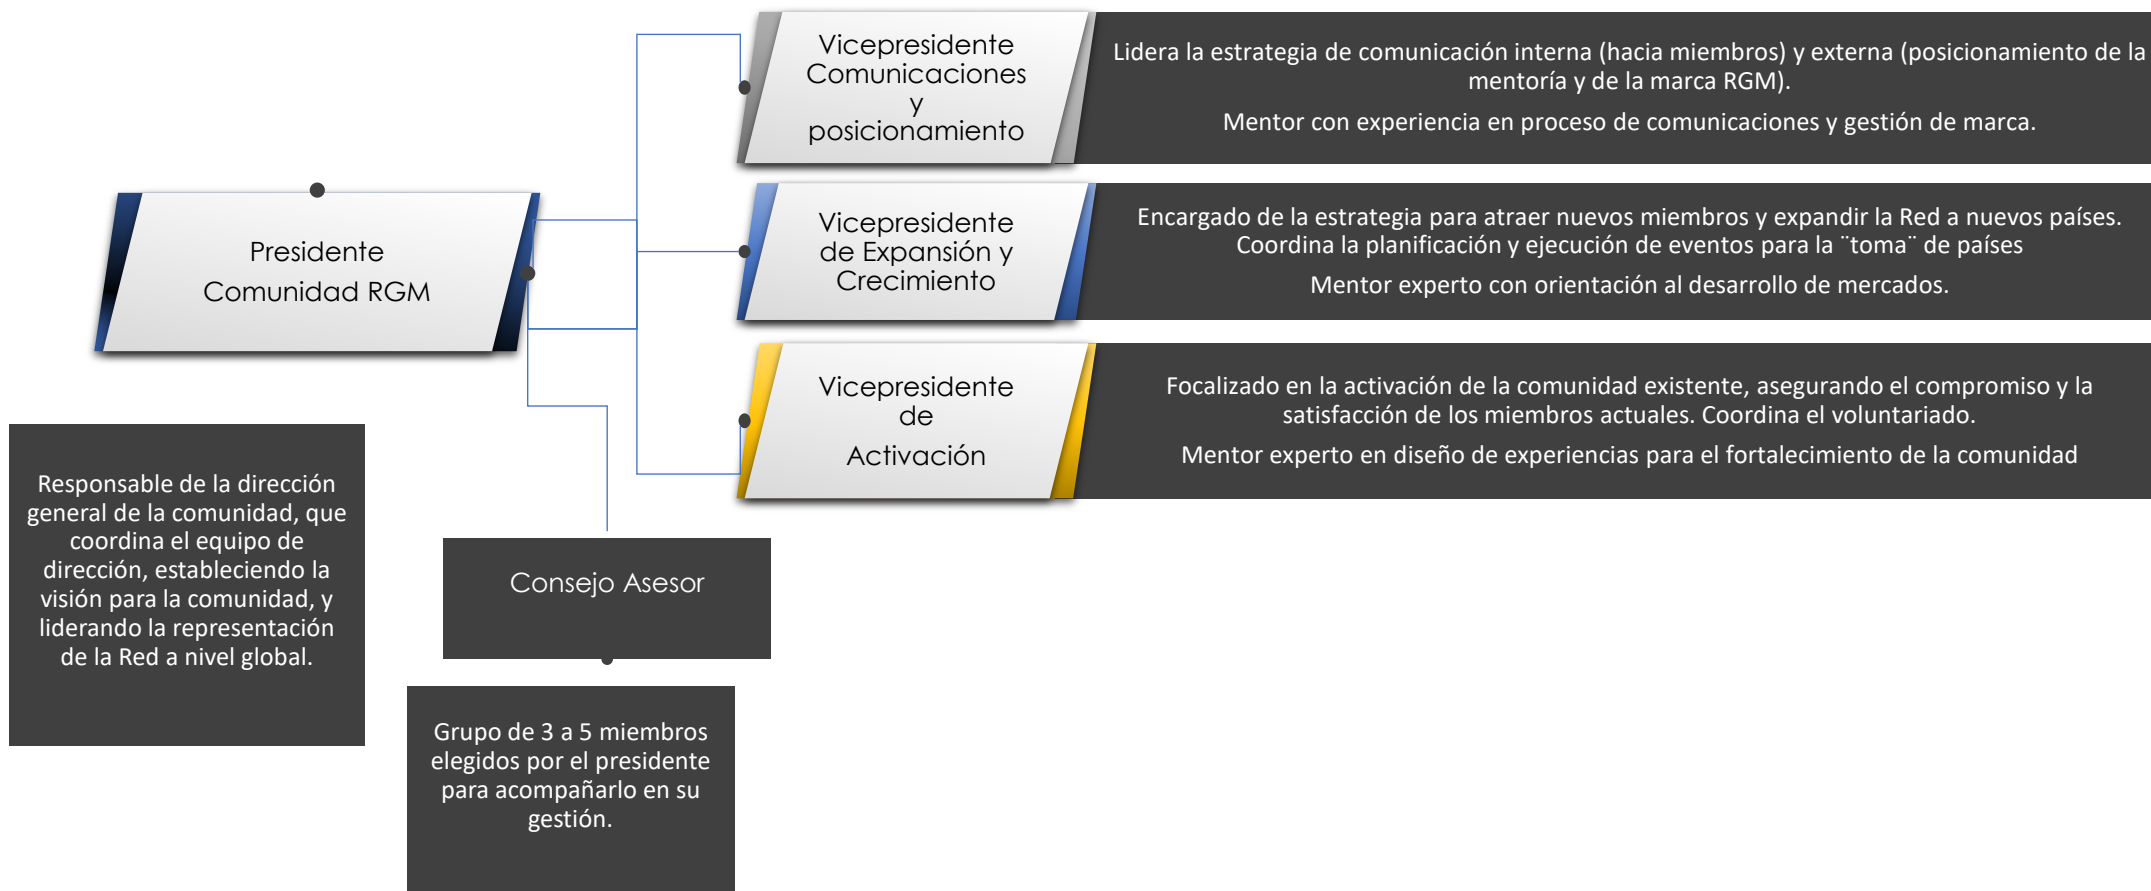 Vicepresidente
Comunicaciones
y
posicionamiento
Lidera la estrategia de comunicación interna (hacia miembros) y externa (posicionamiento de la
mentoría y de la marca RGM).
Mentor con experiencia en proceso de comunicaciones y gestión de marca.
Presidente
Comunidad RGM
Vicepresidente
de Expansión y
Crecimiento
Encargado de la estrategia para atraer nuevos miembros y expandir la Red a nuevos países.
Coordina la planificación y ejecución de eventos para la ¨toma¨ de países
Mentor experto con orientación al desarrollo de mercados.
Vicepresidente
de
Activación
Focalizado en la activación de la comunidad existente, asegurando el compromiso y la
satisfacción de los miembros actuales. Coordina el voluntariado.
Mentor experto en diseño de experiencias para el fortalecimiento de la comunidad
Responsable de la dirección
general de la comunidad, que
coordina el equipo de
dirección, estableciendo la
visión para la comunidad, y
liderando la representación
de la Red a nivel global.
Consejo Asesor
Grupo de 3 a 5 miembros
elegidos por el presidente
para acompañarlo en su
gestión.